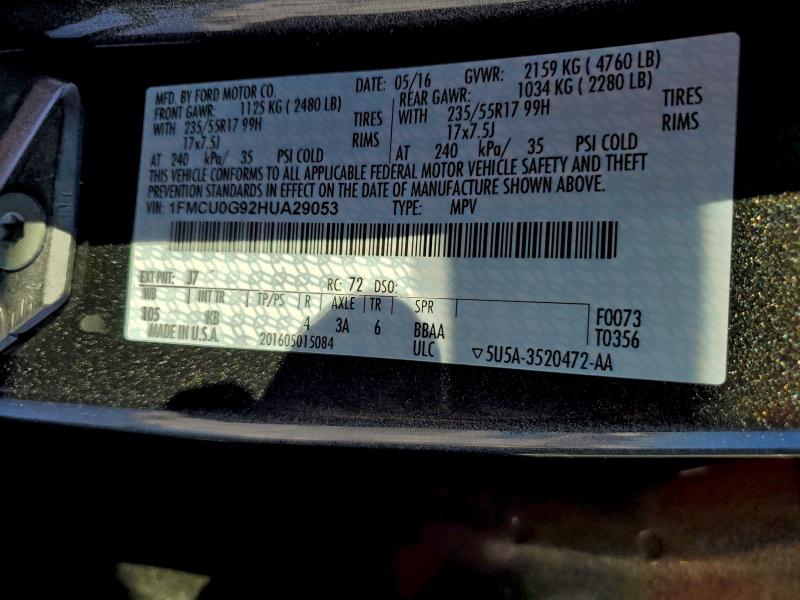 MFD. BY FORD MOTOR CO. DATE: 05/16 GVWR: 2159 KG ( 4760 LB)
FRONT GAWR: 1125 KG ( 2480 LB) REAR GAWR: 1034 KG ( 2280 LB)
WITH 235/55R17 99H TIRES WITH 235/55R17 99H TIRES
17x7.5J RIMS 17x7.5J RIMS
AT 240 kPa/ 35 PSI COLD AT 240 kPa/ 35 PSI COLD
THIS VEHICLE CONFORMS TO ALL APPLICABLE FEDERAL MOTOR VEHICLE SAFETY AND THEFT
PREVENTION STANDARDS IN EFFECT ON THE DATE OF MANUFACTURE SHOWN ABOVE.
VIN: 1FMCU0G92HUA29053 TYPE: MPV
EXT PNT: J7 RC: 72 DSO:
WB INT TR TP/PS R AXLE TR SPR F0073
105 KB 4 3A 6 BBAA T0356
MADE IN U.S.A. 201605015084 ULC ▽5U5A-3520472-AA